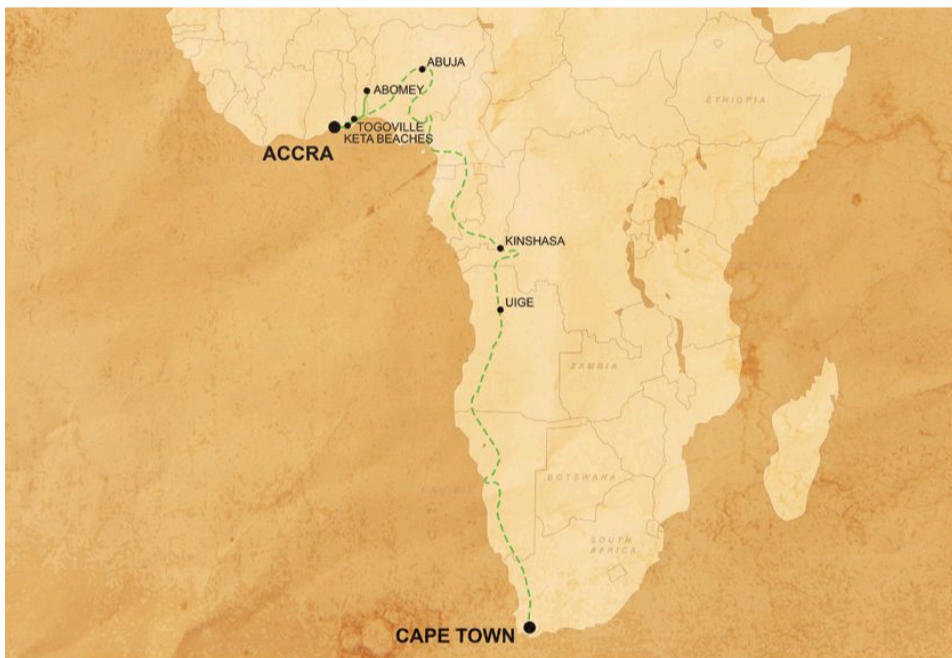 ABUJA
ABOMEY
ETHIOPIA
TOGOVILLE
KETA BEACHES
ACCRA
KINSHASA
UIGE
ZAMBIA
BOTSWANA
SOUTH
AFRICA
CAPE TOWN